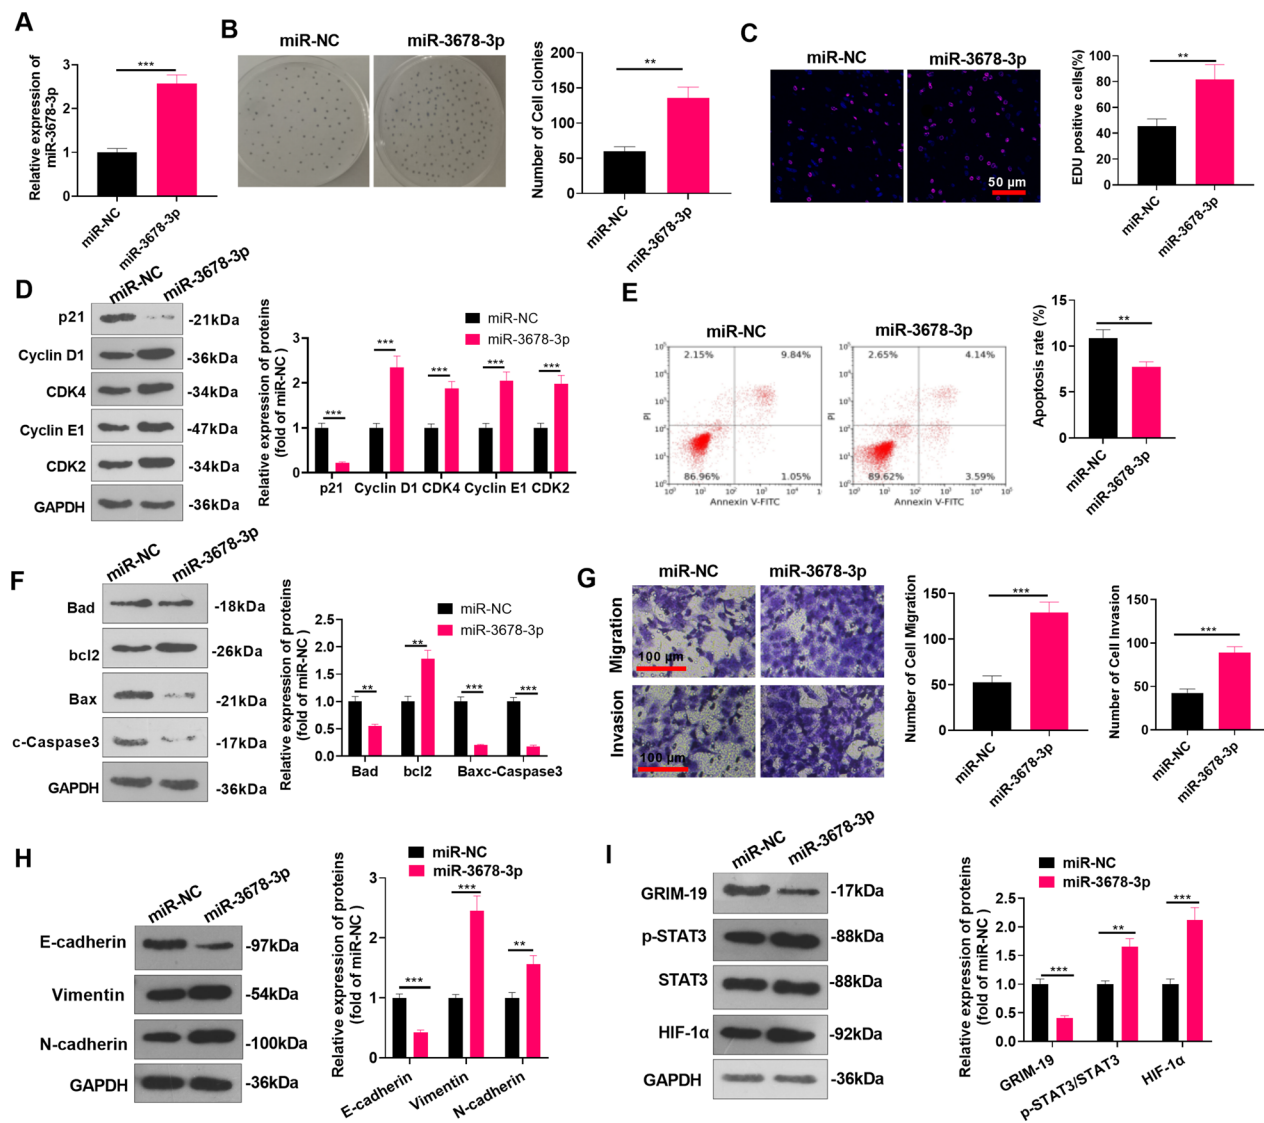 A
Relative expression of
miR-3678-3p
3
2
1
0
***
miR-NC
miR-3678-3p
B
miR-NC
miR-3678-3p
Number of Cell clonies
200
150
100
50
0
**
miR-NC
miR-3678-3p
C
miR-NC
miR-3678-3p
50 μm
EDU positive cells(%)
100
80
60
40
20
0
**
miR-NC
miR-3678-3p
D
miR-NC
miR-3678-3p
p21
-21kDa
Cyclin D1
-36kDa
CDK4
-34kDa
Cyclin E1
-47kDa
CDK2
-34kDa
GAPDH
-36kDa
Relative expression of proteins
(fold of miR-NC )
miR-NC
miR-3678-3p
3
2
1
0
***
***
***
***
***
p21
Cyclin D1
CDK4
Cyclin E1
CDK2
E
miR-NC
miR-3678-3p
2.15%
9.84%
86.96%
1.05%
PI
Annexin V-FITC
2.65%
4.14%
89.62%
3.59%
PI
Annexin V-FITC
Apoptosis rate (%)
15
10
5
0
**
miR-NC
miR-3678-3p
F
miR-NC
miR-3678-3p
Bad
-18kDa
bcl2
-26kDa
Bax
-21kDa
c-Caspase3
-17kDa
GAPDH
-36kDa
Relative expression of proteins
(fold of miR-NC )
miR-NC
miR-3678-3p
2.5
2.0
1.5
1.0
0.5
0.0
**
**
***
***
Bad
bcl2
Baxc-Caspase3
G
miR-NC
miR-3678-3p
Migration
100 μm
Invasion
100 μm
Number of Cell Migration
150
100
50
0
***
miR-NC
miR-3678-3p
Number of Cell Invasion
150
100
50
0
***
miR-NC
miR-3678-3p
H
miR-NC
miR-3678-3p
E-cadherin
-97kDa
Vimentin
-54kDa
N-cadherin
-100kDa
GAPDH
-36kDa
Relative expression of proteins
(fold of miR-NC )
miR-NC
miR-3678-3p
3
2
1
0
***
***
**
E-cadherin
Vimentin
N-cadherin
I
miR-NC
miR-3678-3p
GRIM-19
-17kDa
p-STAT3
-88kDa
STAT3
-88kDa
HIF-1α
-92kDa
GAPDH
-36kDa
Relative expression of proteins
(fold of miR-NC )
miR-NC
miR-3678-3p
2.5
2.0
1.5
1.0
0.5
0.0
***
**
***
GRIM-19
p-STAT3/STAT3
HIF-1α